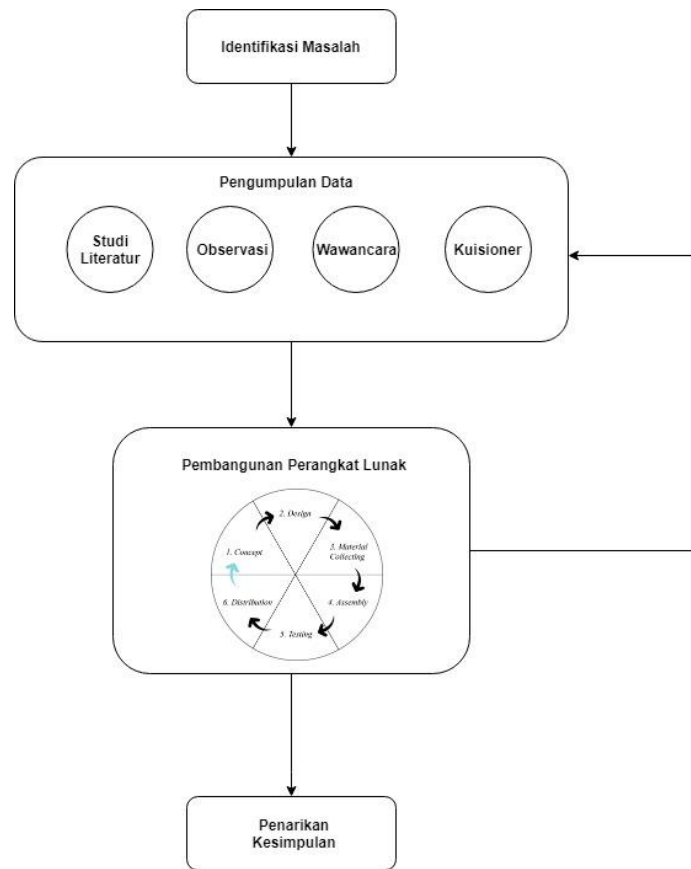 Identifikasi Masalah
Pengumpulan Data
Studi
Literatur
Observasi
Wawancara
Kuisioner
Pembangunan Perangkat Lunak
1. Concept
2. Design
3. Material
Collecting
4. Assembly
5. Testing
6. Distribution
Penarikan
Kesimpulan